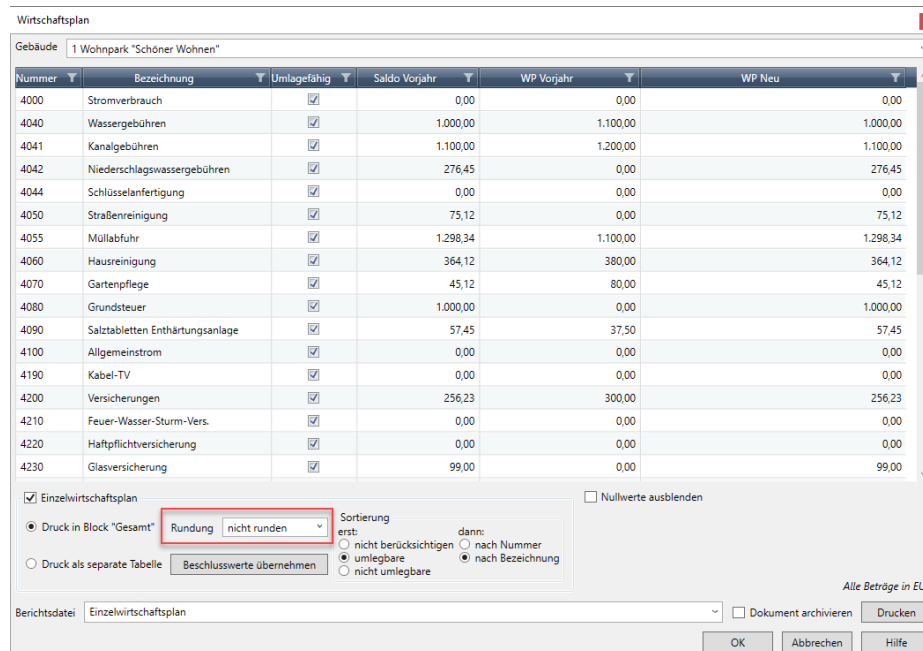 Wirtschaftsplan
Gebäude 1 Wohnpark "Schöner Wohnen"
Nummer Bezeichnung Umlagefähig Saldo Vorjahr WP Vorjahr WP Neu
4000 Stromverbrauch 0,00 0,00 0,00
4040 Wassergebühren 1.000,00 1.100,00 1.000,00
4041 Kanalgebühren 1.100,00 1.200,00 1.100,00
4042 Niederschlagswassergebühren 276,45 0,00 276,45
4044 Schlüsselanfertigung 0,00 0,00 0,00
4050 Straßenreinigung 75,12 0,00 75,12
4055 Müllabfuhr 1.298,34 1.100,00 1.298,34
4060 Hausreinigung 364,12 380,00 364,12
4070 Gartenpflege 45,12 80,00 45,12
4080 Grundsteuer 1.000,00 0,00 1.000,00
4090 Salztabletten Enthärtungsanlage 57,45 37,50 57,45
4100 Allgemeinstrom 0,00 0,00 0,00
4190 Kabel-TV 0,00 0,00 0,00
4200 Versicherungen 256,23 300,00 256,23
4210 Feuer-Wasser-Sturm-Vers. 0,00 0,00 0,00
4220 Haftpflichtversicherung 0,00 0,00 0,00
4230 Glasversicherung 99,00 0,00 99,00
Einzelwirtschaftsplan Nullwerte ausblenden
Druck in Block "Gesamt" Rundung nicht runden
Sortierung
erst: dann:
nicht berücksichtigen nach Nummer
umlegbare nach Bezeichnung
nicht umlegbare
Druck als separate Tabelle Beschlusswerte übernehmen
Alle Beträge in EU
Berichtsdatei Einzelwirtschaftsplan Dokument archivieren Drucken
OK Abbrechen Hilfe